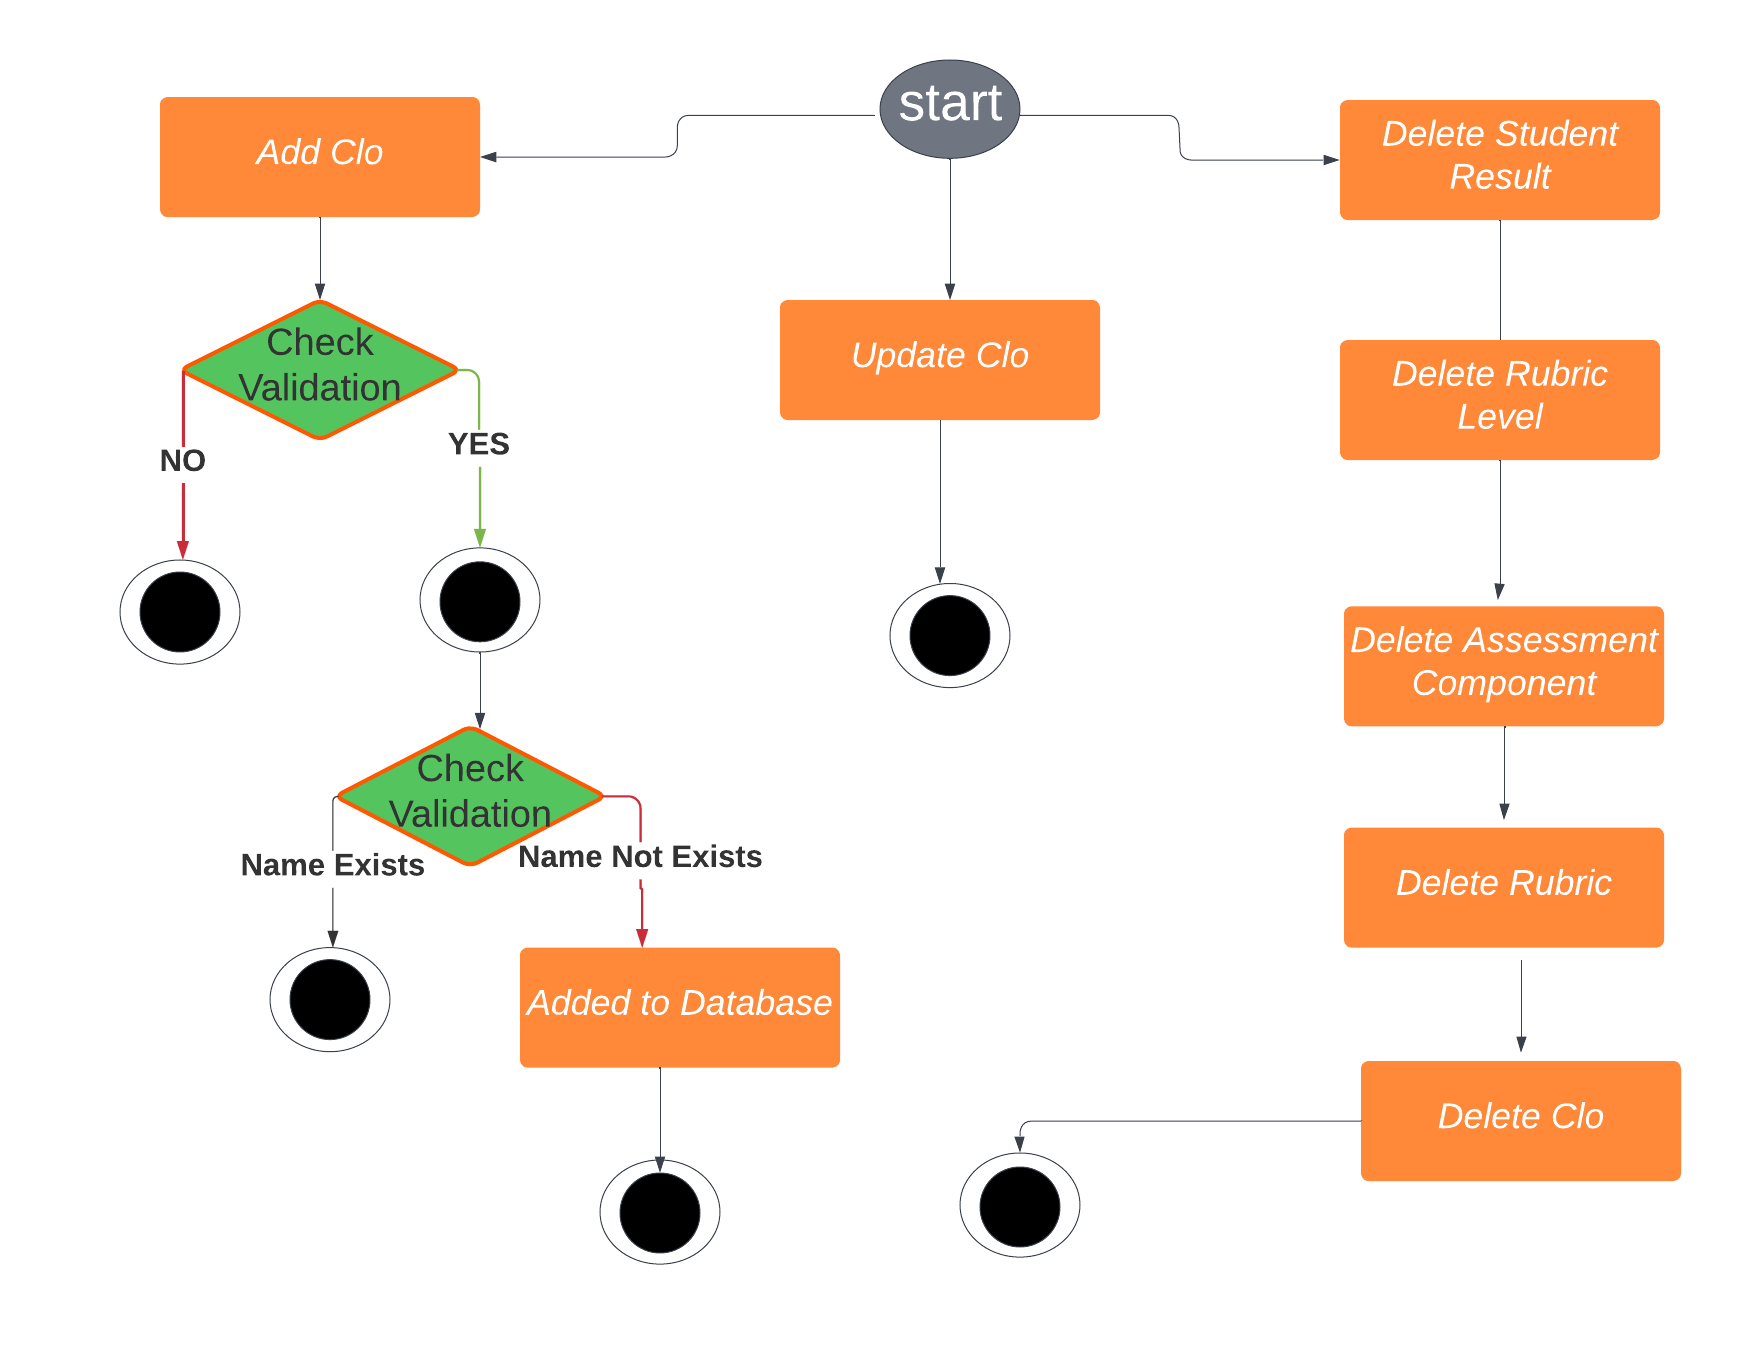 start
Add Clo
Delete Student
Result
Check
Validation
Update Clo
Delete Rubric
Level
NO
YES
Delete Assessment
Component
Check
Validation
Name Exists
Name Not Exists
Delete Rubric
Added to Database
Delete Clo